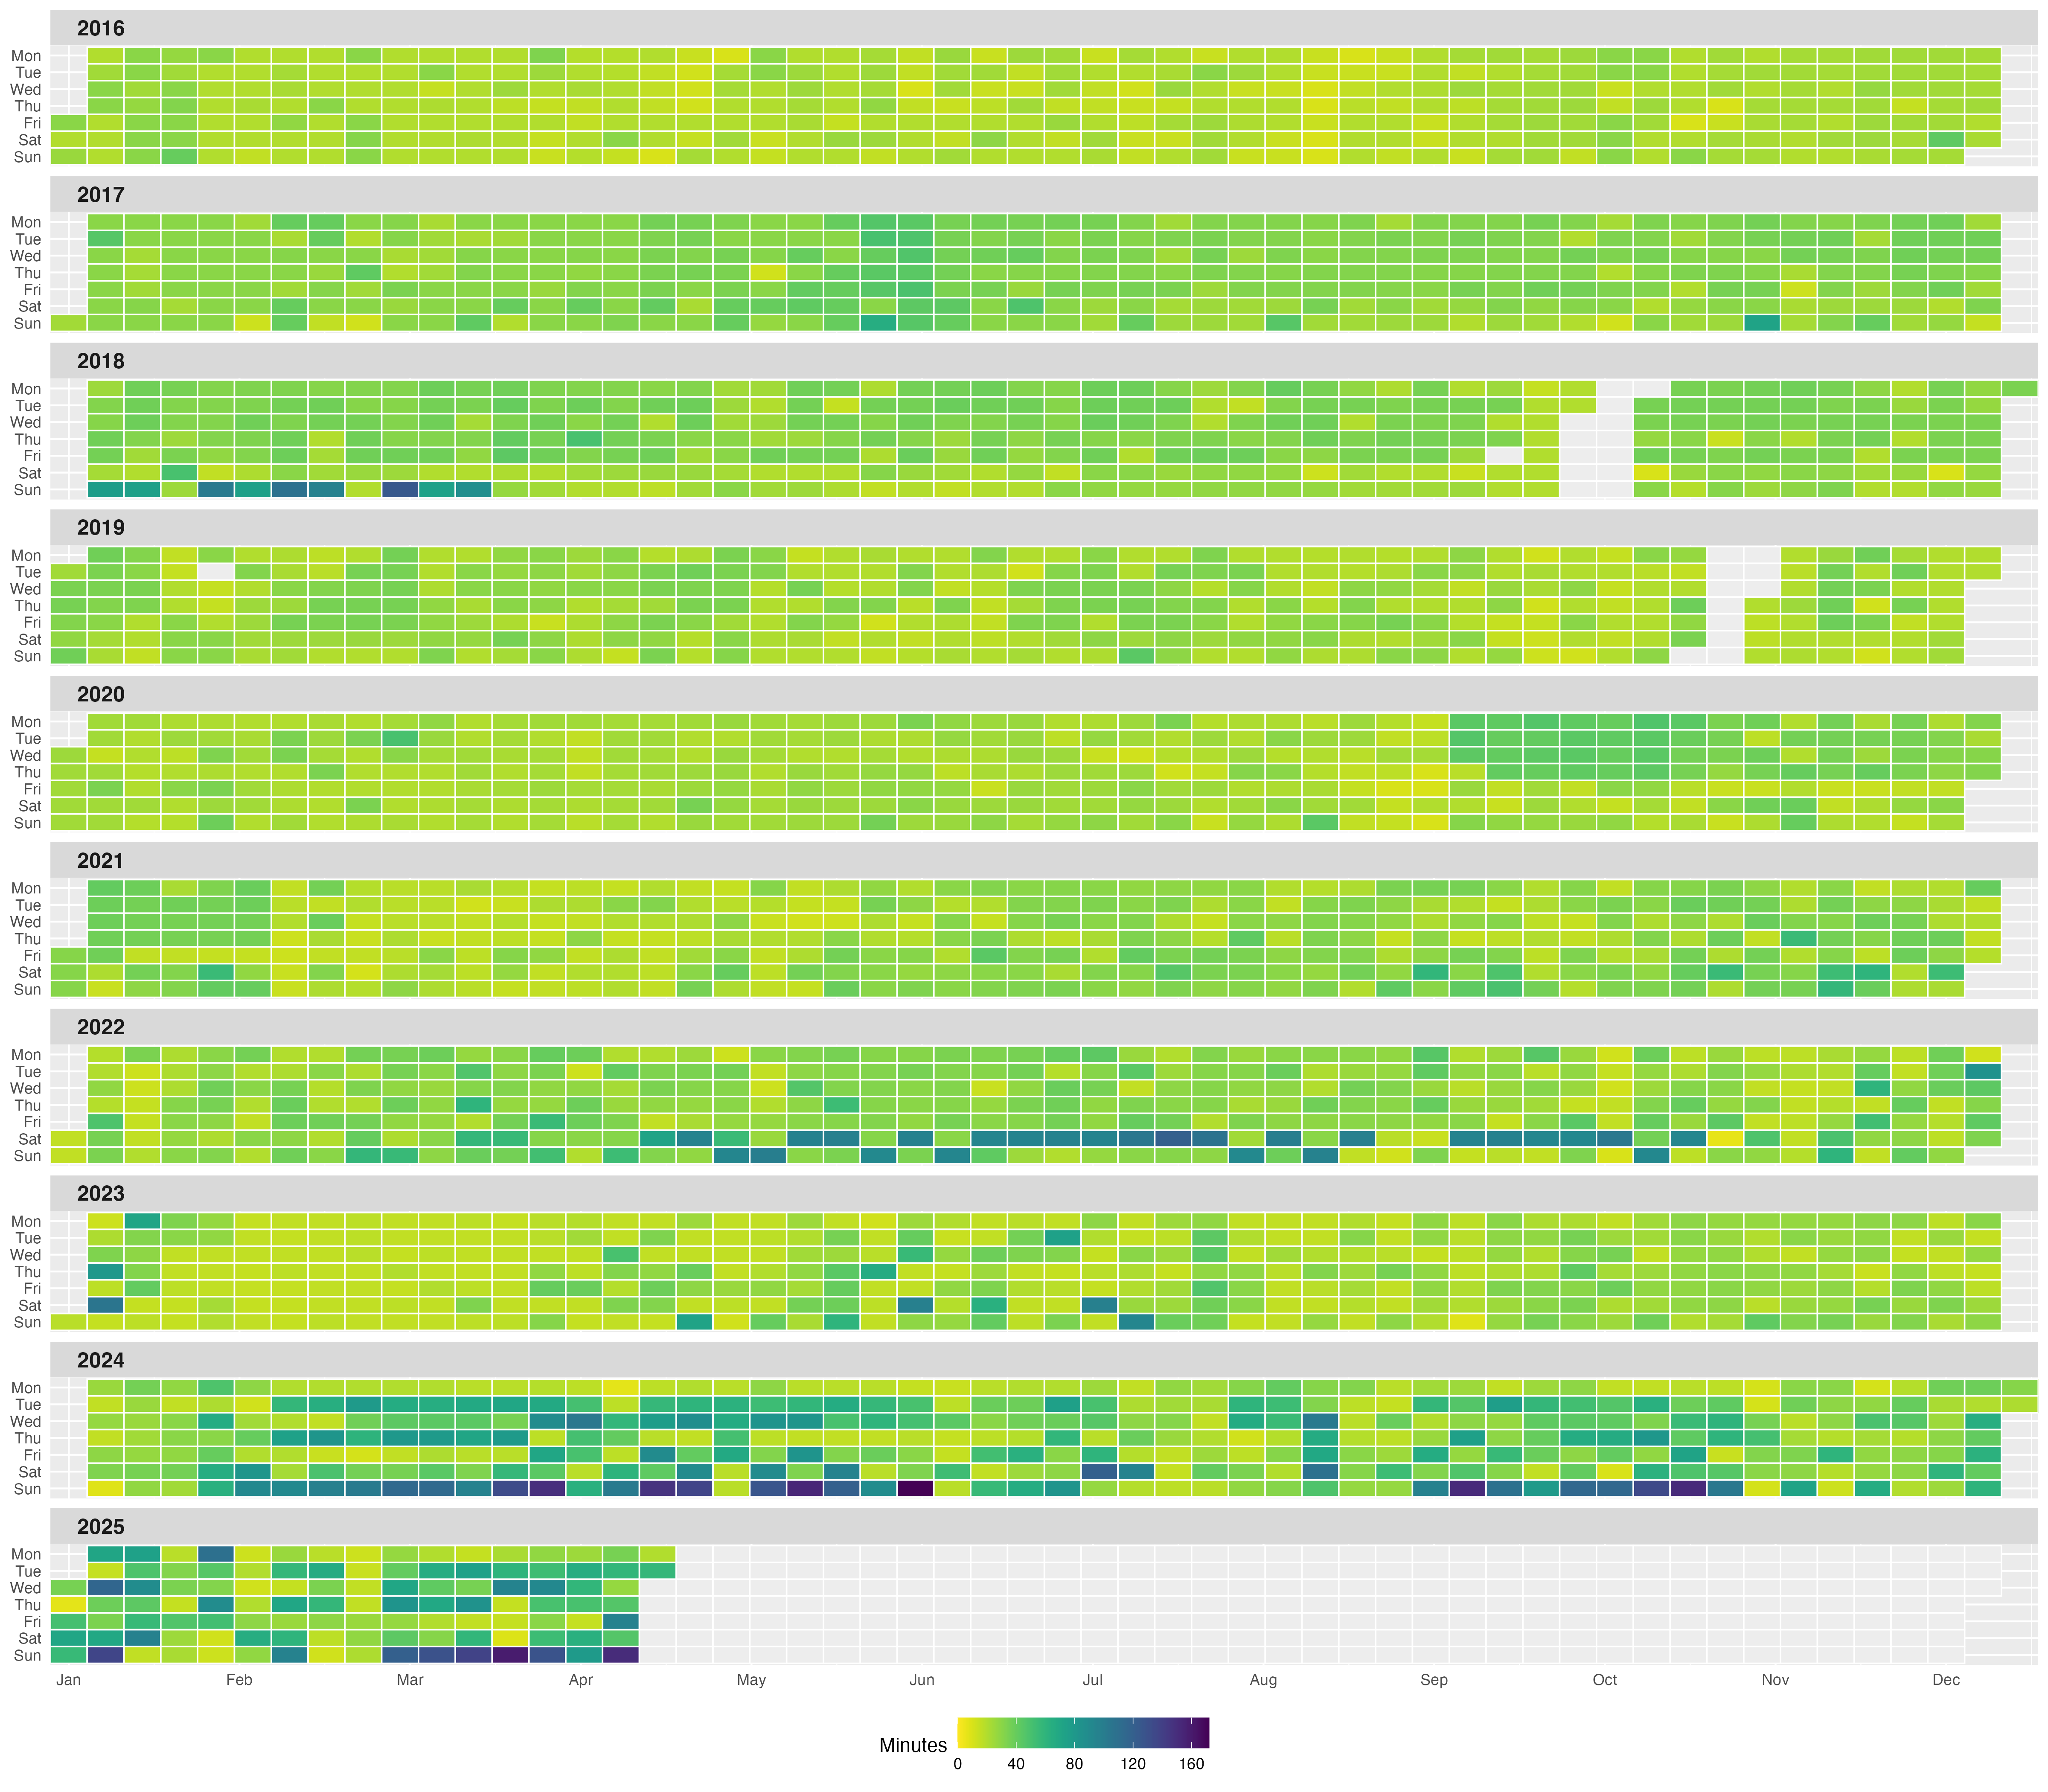 2016
Mon
Tue
Wed
Thu
Fri
Sat
Sun
2017
Mon
Tue
Wed
Thu
Fri
Sat
Sun
2018
Mon
Tue
Wed
Thu
Fri
Sat
Sun
2019
Mon
Tue
Wed
Thu
Fri
Sat
Sun
2020
Mon
Tue
Wed
Thu
Fri
Sat
Sun
2021
Mon
Tue
Wed
Thu
Fri
Sat
Sun
2022
Mon
Tue
Wed
Thu
Fri
Sat
Sun
2023
Mon
Tue
Wed
Thu
Fri
Sat
Sun
2024
Mon
Tue
Wed
Thu
Fri
Sat
Sun
2025
Mon
Tue
Wed
Thu
Fri
Sat
Sun
Jan Feb Mar Apr May Jun Jul Aug Sep Oct Nov Dec
Minutes
0 40 80 120 160